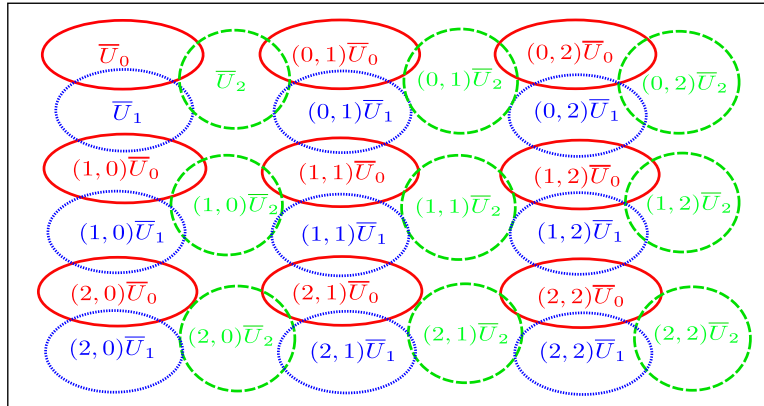 U̅₀ (0,1)U̅₀ (0,2)U̅₀
U̅₂ (0,1)U̅₂ (0,2)U̅₂
U̅₁ (0,1)U̅₁ (0,2)U̅₁
(1,0)U̅₀ (1,1)U̅₀ (1,2)U̅₀
(1,0)U̅₂ (1,1)U̅₂ (1,2)U̅₂
(1,0)U̅₁ (1,1)U̅₁ (1,2)U̅₁
(2,0)U̅₀ (2,1)U̅₀ (2,2)U̅₀
(2,0)U̅₂ (2,1)U̅₂ (2,2)U̅₂
(2,0)U̅₁ (2,1)U̅₁ (2,2)U̅₁